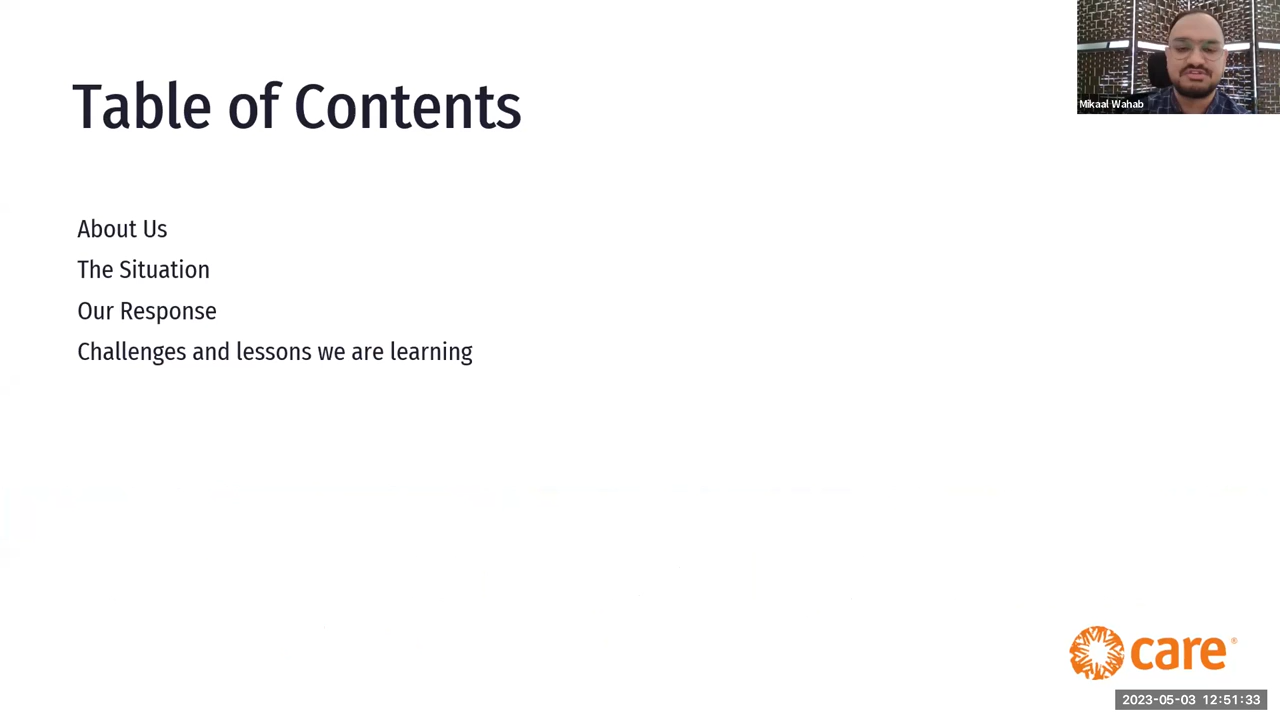 Table of Contents
Mikaal Wahab
About Us
The Situation
Our Response
Challenges and lessons we are learning
care®
2023-05-03 12:51:33